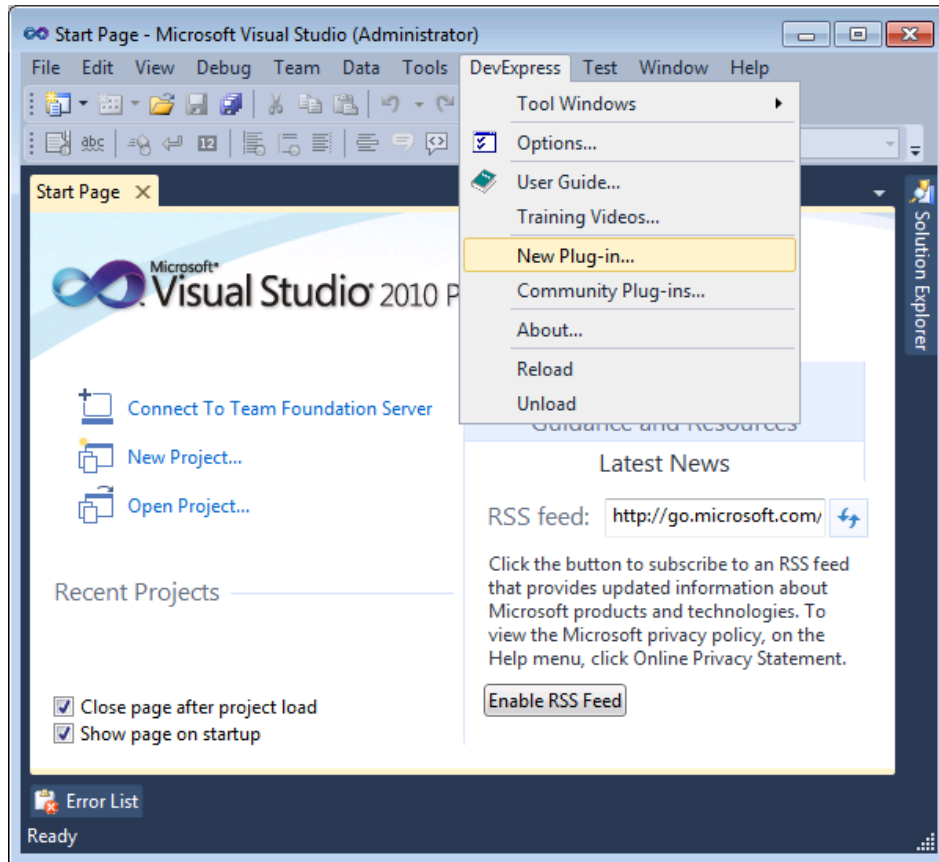 Start Page - Microsoft Visual Studio (Administrator)
File Edit View Debug Team Data Tools DevExpress Test Window Help
Tool Windows
abc 12 Options...
Start Page
User Guide...
Training Videos...
New Plug-in...
Community Plug-ins...
About...
Reload
Unload
Solution Explorer
Microsoft
Visual Studio 2010 P
Connect To Team Foundation Server
New Project...
Open Project...
Recent Projects
Close page after project load
Show page on startup
Guidance and Resources
Latest News
RSS feed: http://go.microsoft.com/
Click the button to subscribe to an RSS feed
that provides updated information about
Microsoft products and technologies. To
view the Microsoft privacy policy, on the
Help menu, click Online Privacy Statement.
Enable RSS Feed
Error List
Ready